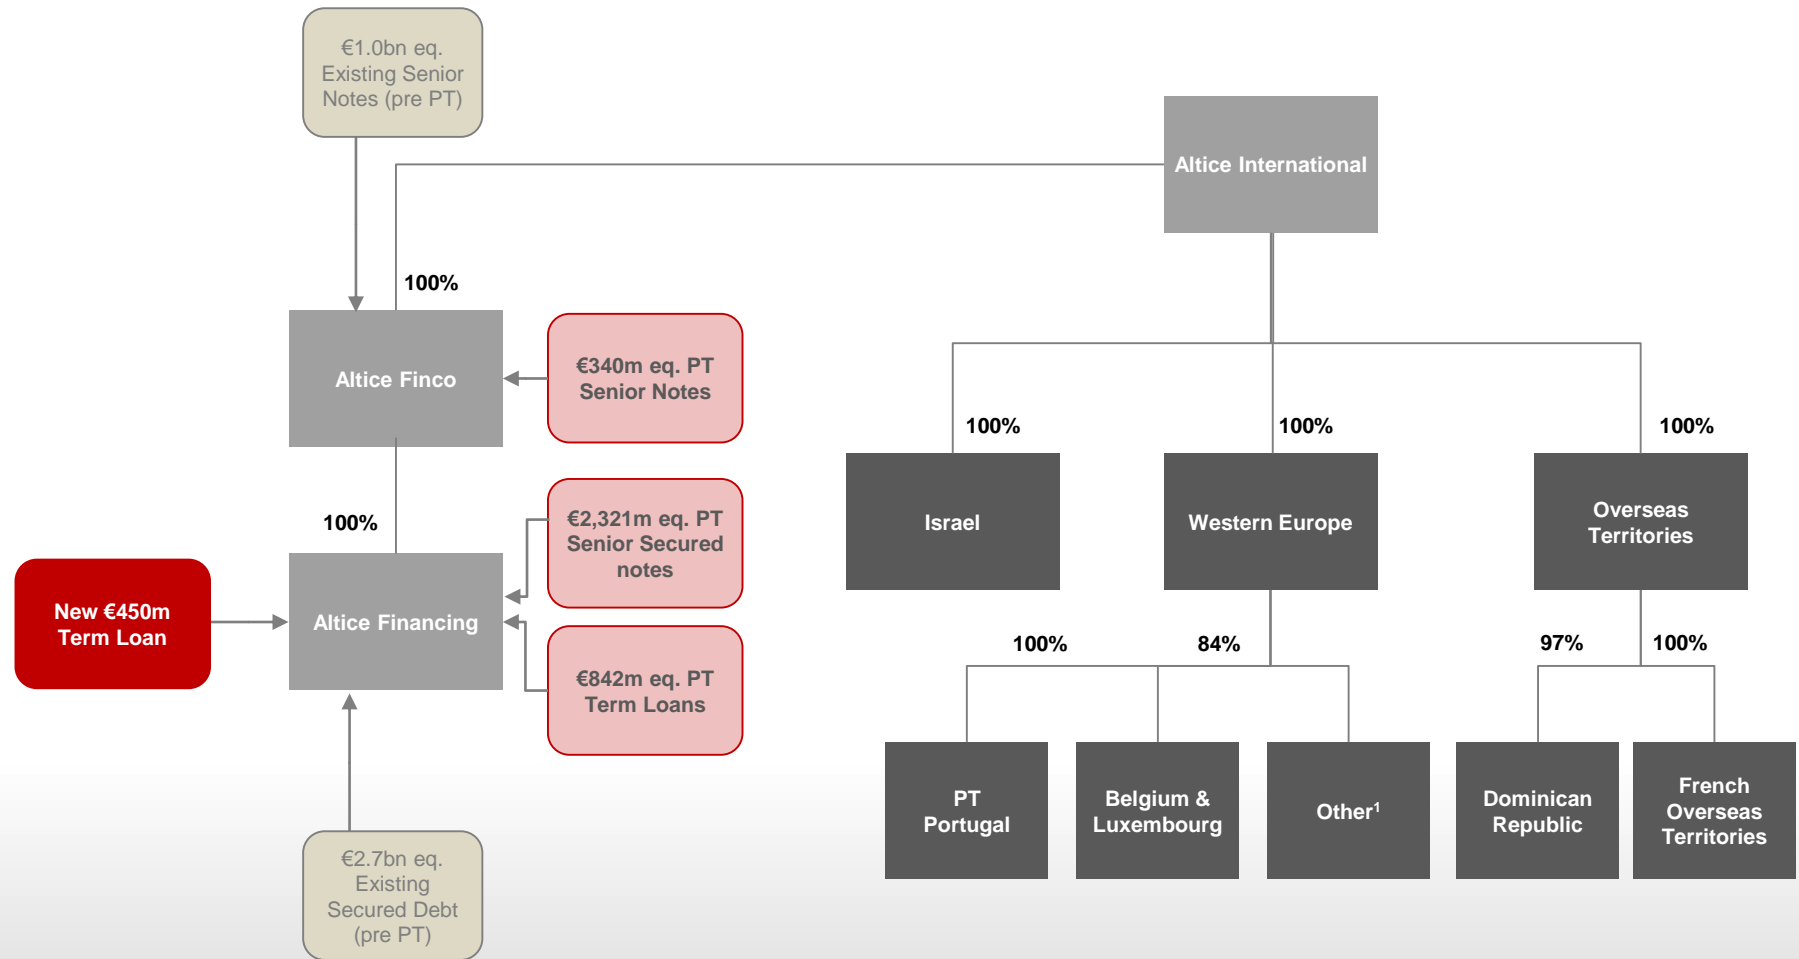 €1.0bn eq.
Existing Senior
Notes (pre PT)
Altice International
100%
Altice Finco
€340m eq. PT
Senior Notes
100%
100%
100%
100%
€2,321m eq. PT
Senior Secured
notes
Israel
Western Europe
Overseas
Territories
New €450m
Term Loan
Altice Financing
€842m eq. PT
Term Loans
100%
84%
97%
100%
PT
Portugal
Belgium &
Luxembourg
Other¹
Dominican
Republic
French
Overseas
Territories
€2.7bn eq.
Existing
Secured Debt
(pre PT)